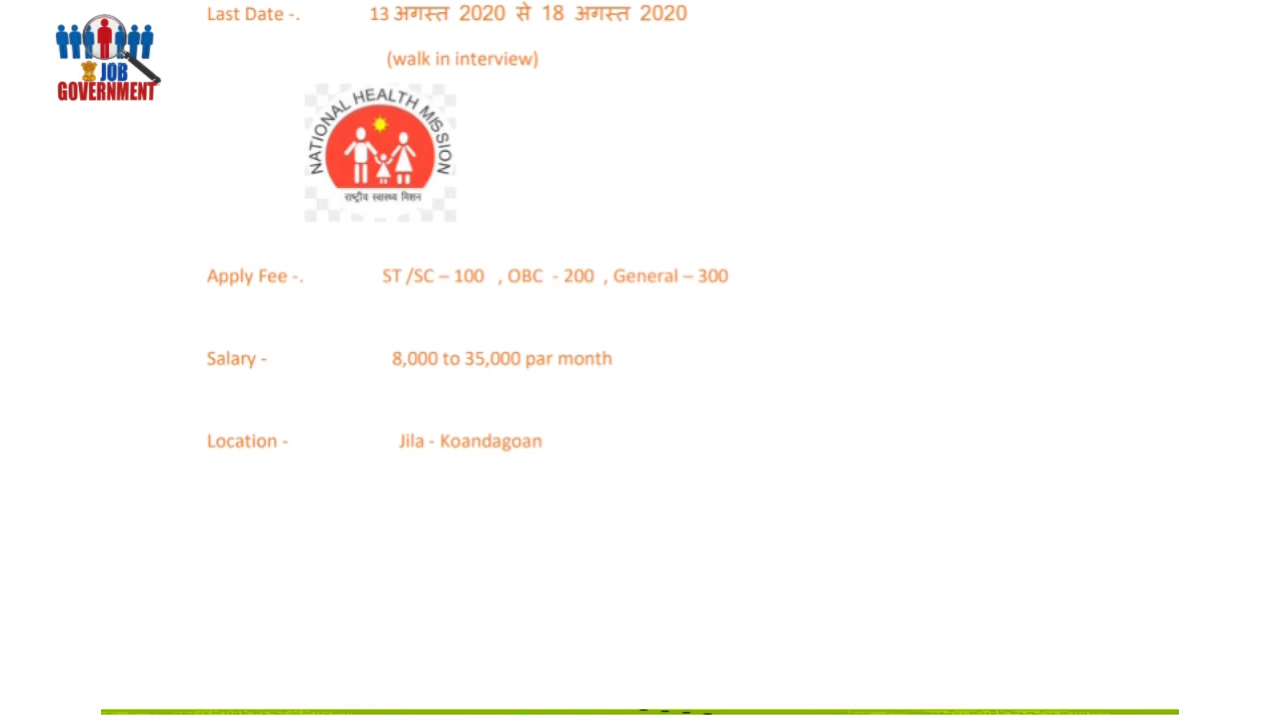 Last Date -. 13 अगस्त 2020 से 18 अगस्त 2020
(walk in interview)
JOB
GOVERNMENT
NATIONAL HEALTH MISSION
राष्ट्रीय स्वास्थ्य मिशन
Apply Fee -. ST /SC – 100 , OBC - 200 , General – 300
Salary - 8,000 to 35,000 par month
Location - Jila - Koandagoan